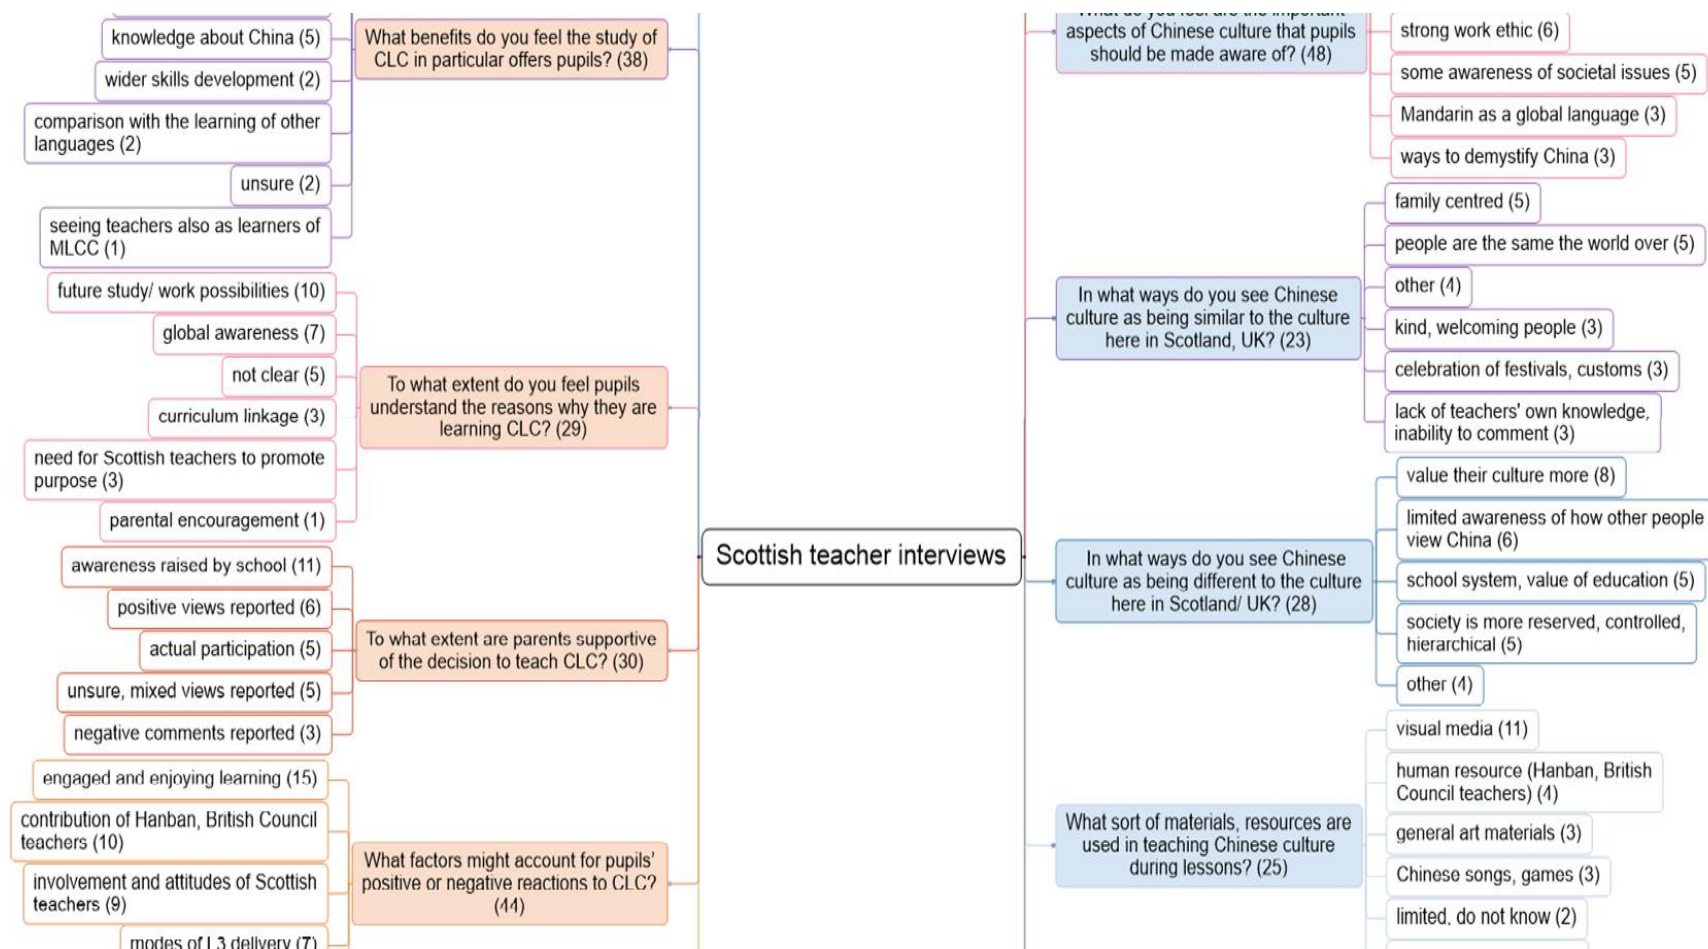 knowledge about China (5)
wider skills development (2)
comparison with the learning of other
languages (2)
unsure (2)
seeing teachers also as learners of
MLCC (1)
What benefits do you feel the study of
CLC in particular offers pupils? (38)
future study/ work possibilities (10)
global awareness (7)
not clear (5)
curriculum linkage (3)
need for Scottish teachers to promote
purpose (3)
parental encouragement (1)
To what extent do you feel pupils
understand the reasons why they are
learning CLC? (29)
awareness raised by school (11)
positive views reported (6)
actual participation (5)
unsure, mixed views reported (5)
negative comments reported (3)
To what extent are parents supportive
of the decision to teach CLC? (30)
engaged and enjoying learning (15)
contribution of Hanban, British Council
teachers (10)
involvement and attitudes of Scottish
teachers (9)
modes of L3 delivery (7)
What factors might account for pupils'
positive or negative reactions to CLC?
(44)
Scottish teacher interviews
What do you feel are the important
aspects of Chinese culture that pupils
should be made aware of? (48)
strong work ethic (6)
some awareness of societal issues (5)
Mandarin as a global language (3)
ways to demystify China (3)
In what ways do you see Chinese
culture as being similar to the culture
here in Scotland, UK? (23)
family centred (5)
people are the same the world over (5)
other (4)
kind, welcoming people (3)
celebration of festivals, customs (3)
lack of teachers' own knowledge,
inability to comment (3)
In what ways do you see Chinese
culture as being different to the culture
here in Scotland/ UK? (28)
value their culture more (8)
limited awareness of how other people
view China (6)
school system, value of education (5)
society is more reserved, controlled,
hierarchical (5)
other (4)
What sort of materials, resources are
used in teaching Chinese culture
during lessons? (25)
visual media (11)
human resource (Hanban, British
Council teachers) (4)
general art materials (3)
Chinese songs, games (3)
limited, do not know (2)